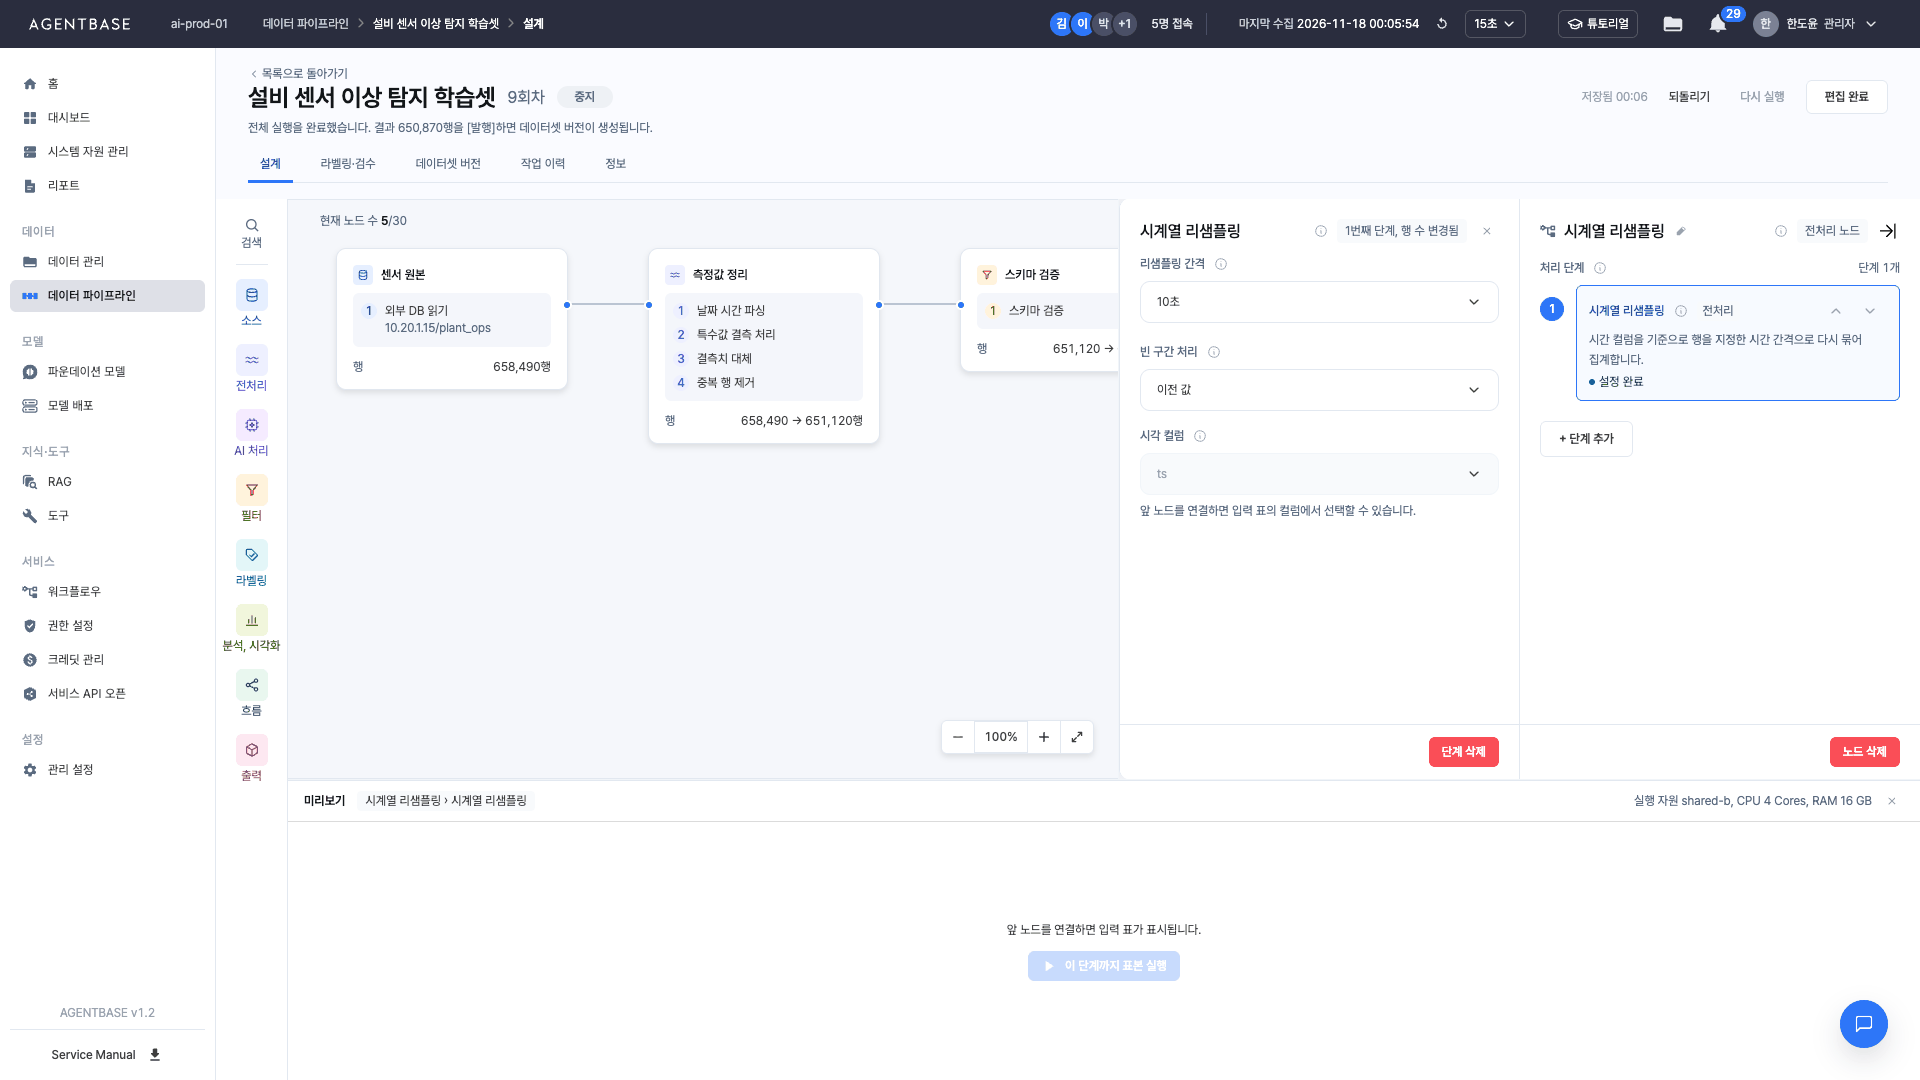 AGENTBASE
ai-prod-01
데이터 파이프라인 > 설비 센서 이상 탐지 학습셋 > 설계
김 이 박 +1 5명 접속
마지막 수집 2026-11-18 00:05:54
15초
튜토리얼
29
한 한도윤 관리자
홈
대시보드
시스템 자원 관리
리포트
데이터
데이터 관리
데이터 파이프라인
모델
파운데이션 모델
모델 배포
지식·도구
RAG
도구
서비스
워크플로우
권한 설정
크레딧 관리
서비스 API 오픈
설정
관리 설정
AGENTBASE v1.2
Service Manual
목록으로 돌아가기
설비 센서 이상 탐지 학습셋 9회차 중지
전체 실행을 완료했습니다. 결과 650,870행을 [발행]하면 데이터셋 버전이 생성됩니다.
저장됨 00:06 되돌리기 다시 실행 편집 완료
설계 라벨링·검수 데이터셋 버전 작업 이력 정보
검색
소스
전처리
AI 처리
필터
라벨링
분석, 시각화
흐름
출력
현재 노드 수 5/30
센서 원본
1 외부 DB 읽기
10.20.1.15/plant_ops
행 658,490행
측정값 정리
1 날짜 시간 파싱
2 특수값 결측 처리
3 결측치 대체
4 중복 행 제거
행 658,490 → 651,120행
스키마 검증
1 스키마 검증
행 651,120 →
100%
시계열 리샘플링
1번째 단계, 행 수 변경됨
리샘플링 간격
10초
빈 구간 처리
이전 값
시각 컬럼
ts
앞 노드를 연결하면 입력 표의 컬럼에서 선택할 수 있습니다.
단계 삭제
시계열 리샘플링
전처리 노드
처리 단계
단계 1개
1 시계열 리샘플링 전처리
시간 컬럼을 기준으로 행을 지정한 시간 간격으로 다시 묶어
집계합니다.
설정 완료
+ 단계 추가
노드 삭제
미리보기 시계열 리샘플링 › 시계열 리샘플링
실행 자원 shared-b, CPU 4 Cores, RAM 16 GB
앞 노드를 연결하면 입력 표가 표시됩니다.
이 단계까지 표본 실행